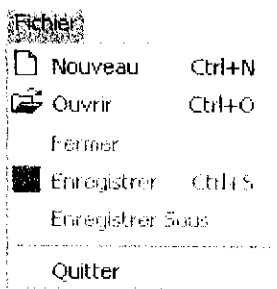 Fichier
Nouveau Ctrl+N
Ouvrir Ctrl+O
Fermer
Enregistrer Ctrl+S
Enregistrer Sous
Quitter